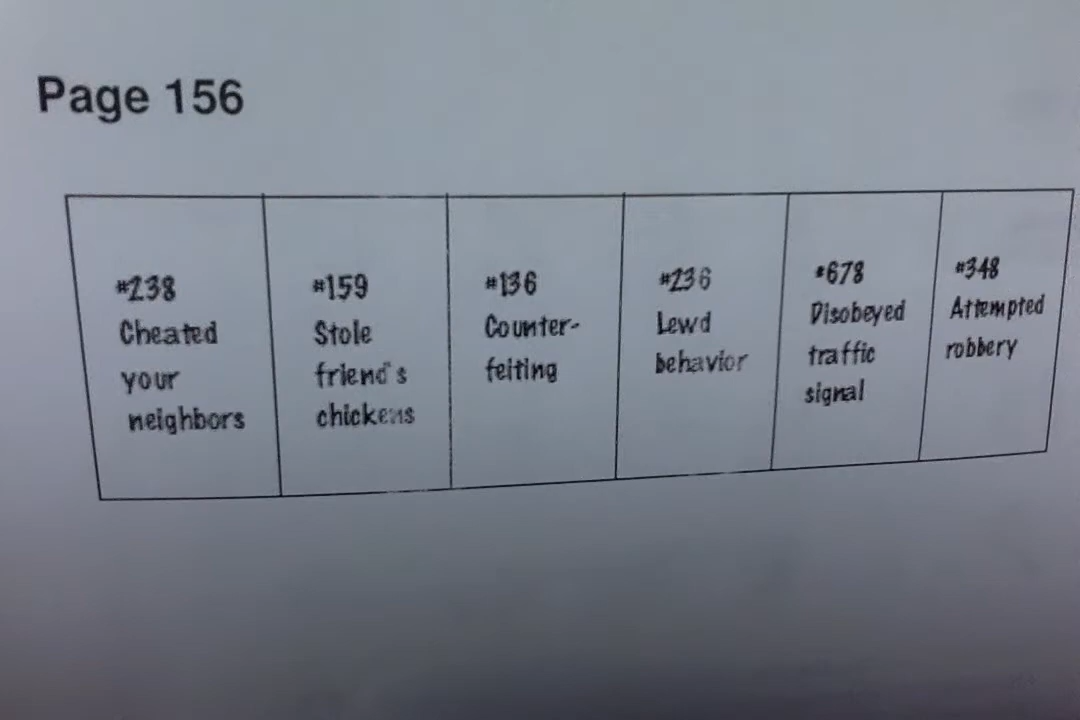 Page 156
#238
Cheated
your
neighbors
#159
Stole
friend's
chickens
#136
Counter-
feiting
#236
Lewd
behavior
#678
Disobeyed
traffic
signal
#348
Attempted
robbery